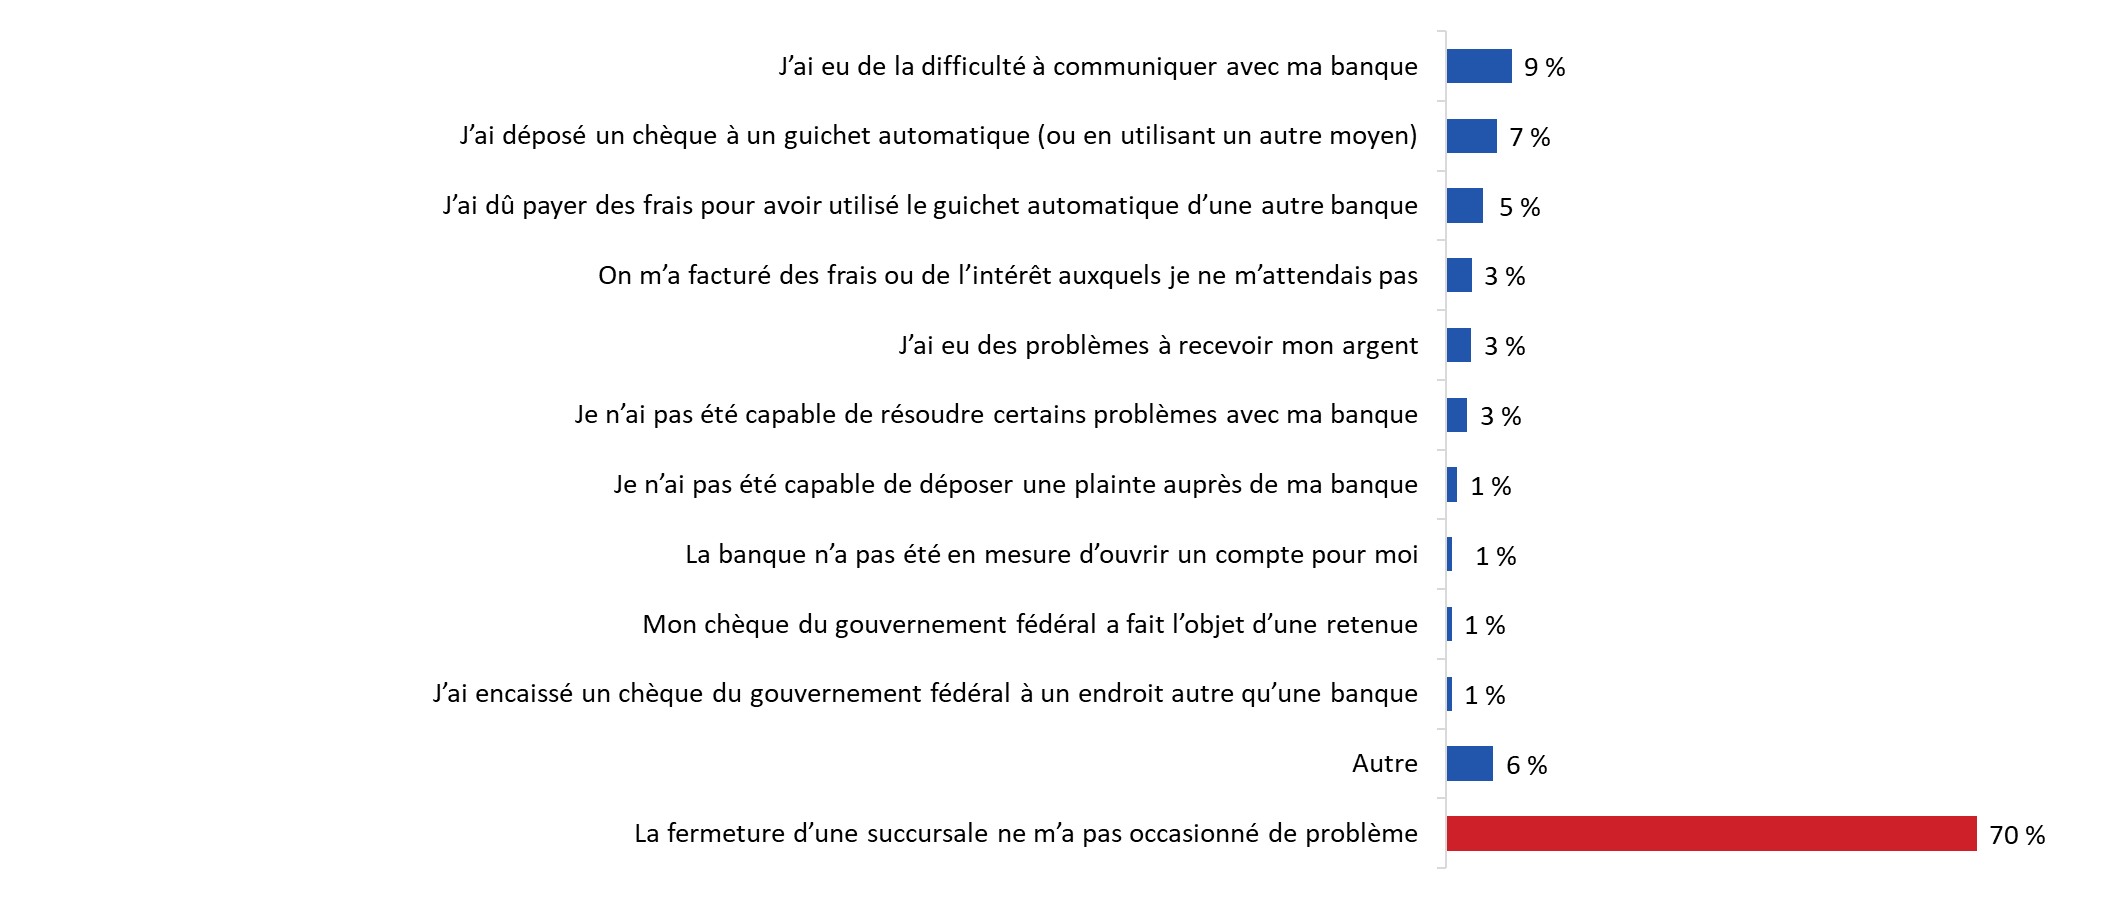 J’ai eu de la difficulté à communiquer avec ma banque 9 %
J’ai déposé un chèque à un guichet automatique (ou en utilisant un autre moyen) 7 %
J’ai dû payer des frais pour avoir utilisé le guichet automatique d’une autre banque 5 %
On m’a facturé des frais ou de l’intérêt auxquels je ne m’attendais pas 3 %
J’ai eu des problèmes à recevoir mon argent 3 %
Je n’ai pas été capable de résoudre certains problèmes avec ma banque 3 %
Je n’ai pas été capable de déposer une plainte auprès de ma banque 1 %
La banque n’a pas été en mesure d’ouvrir un compte pour moi 1 %
Mon chèque du gouvernement fédéral a fait l’objet d’une retenue 1 %
J’ai encaissé un chèque du gouvernement fédéral à un endroit autre qu’une banque 1 %
Autre 6 %
La fermeture d’une succursale ne m’a pas occasionné de problème 70 %